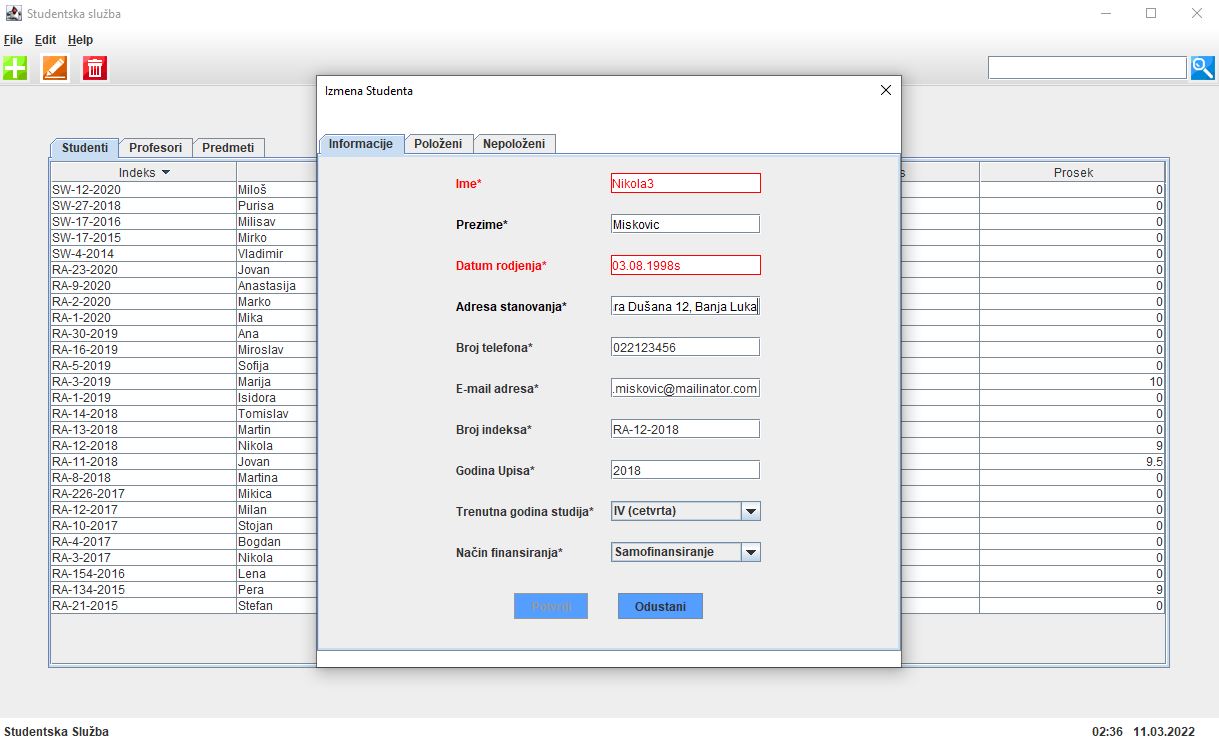 Studentska služba
File Edit Help
Izmena Studenta
Studenti Profesori Predmeti
Informacije Položeni Nepoloženi
Indeks s Prosek
SW-12-2020 Miloš 0
SW-27-2018 Purisa 0
SW-17-2016 Milisav 0
SW-17-2015 Mirko 0
SW-4-2014 Vladimir 0
RA-23-2020 Jovan 0
RA-9-2020 Anastasija 0
RA-2-2020 Marko 0
RA-1-2020 Mika 0
RA-30-2019 Ana 0
RA-16-2019 Miroslav 0
RA-5-2019 Sofija 0
RA-3-2019 Marija 10
RA-1-2019 Isidora 0
RA-14-2018 Tomislav 0
RA-13-2018 Martin 0
RA-12-2018 Nikola 9
RA-11-2018 Jovan 9.5
RA-8-2018 Martina 0
RA-226-2017 Mikica 0
RA-12-2017 Milan 0
RA-10-2017 Stojan 0
RA-4-2017 Bogdan 0
RA-3-2017 Nikola 0
RA-154-2016 Lena 0
RA-134-2015 Pera 9
RA-21-2015 Stefan 0
Ime* Nikola3
Prezime* Miskovic
Datum rodjenja* 03.08.1998s
Adresa stanovanja* ra Dušana 12, Banja Luka
Broj telefona* 022123456
E-mail adresa* .miskovic@mailinator.com
Broj indeksa* RA-12-2018
Godina Upisa* 2018
Trenutna godina studija* IV (cetvrta)
Način finansiranja* Samofinansiranje
Potvrdi Odustani
Studentska Služba 02:36 11.03.2022